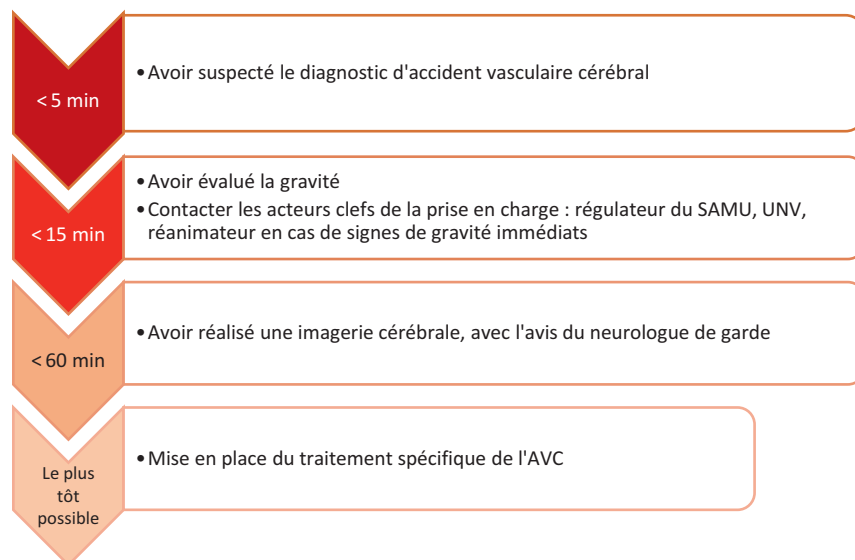 < 5 min
•Avoir suspecté le diagnostic d'accident vasculaire cérébral
< 15 min
•Avoir évalué la gravité
•Contacter les acteurs clefs de la prise en charge : régulateur du SAMU, UNV,
réanimateur en cas de signes de gravité immédiats
< 60 min
•Avoir réalisé une imagerie cérébrale, avec l'avis du neurologue de garde
Le plus
tôt
possible
•Mise en place du traitement spécifique de l'AVC